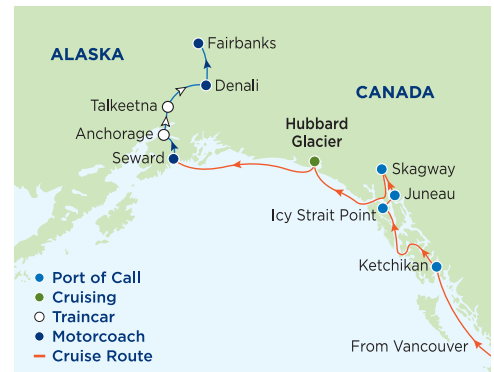 Fairbanks
ALASKA
Denali
CANADA
Talkeetna
Hubbard
Glacier
Anchorage
Seward
Skagway
Juneau
Icy Strait Point
Ketchikan
Port of Call
Cruising
Traincar
Motorcoach
Cruise Route
From Vancouver